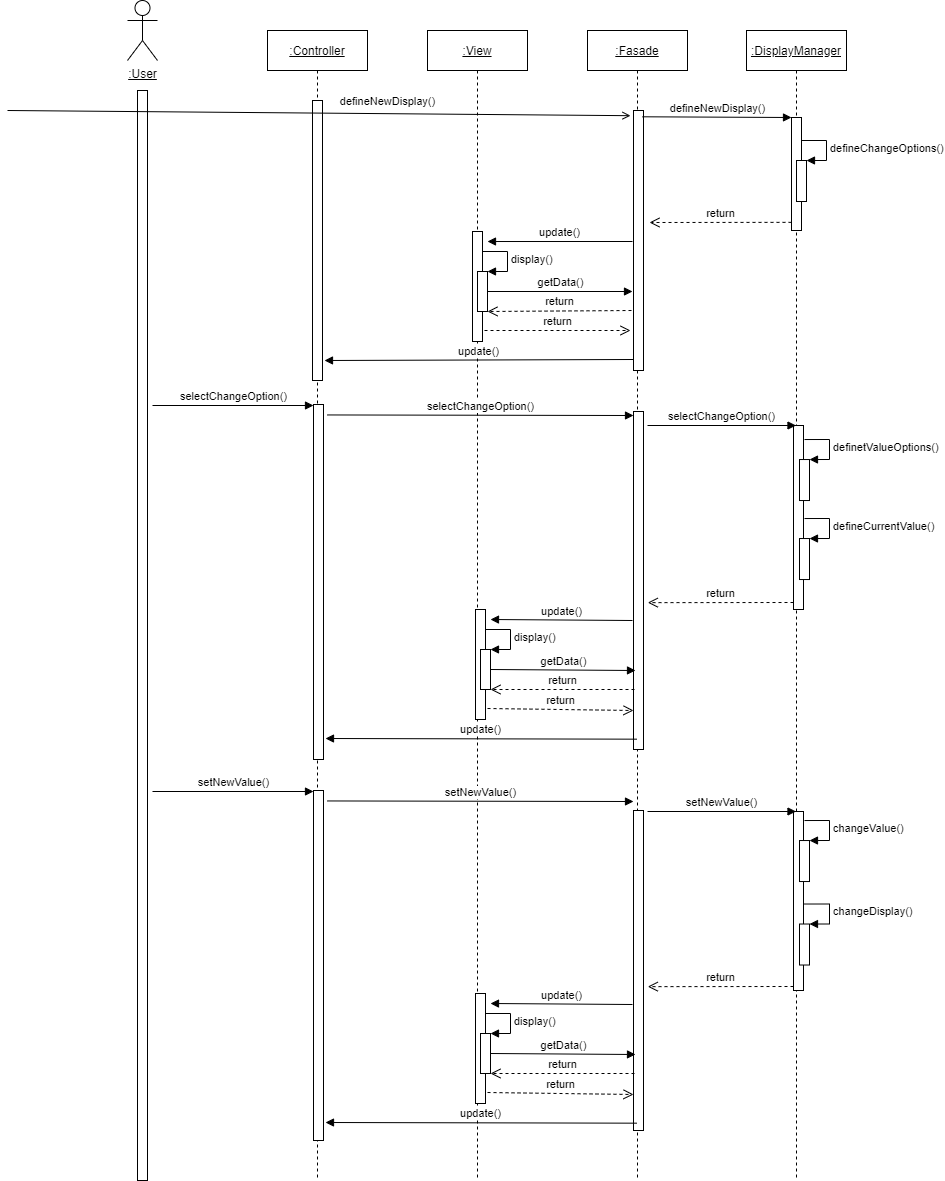 :User
:Controller
:View
:Fasade
:DisplayManager
defineNewDisplay()
defineNewDisplay()
defineChangeOptions()
return
update()
display()
getData()
return
return
update()
selectChangeOption()
selectChangeOption()
selectChangeOption()
definetValueOptions()
defineCurrentValue()
return
update()
display()
getData()
return
return
update()
setNewValue()
setNewValue()
setNewValue()
changeValue()
changeDisplay()
return
update()
display()
getData()
return
return
update()